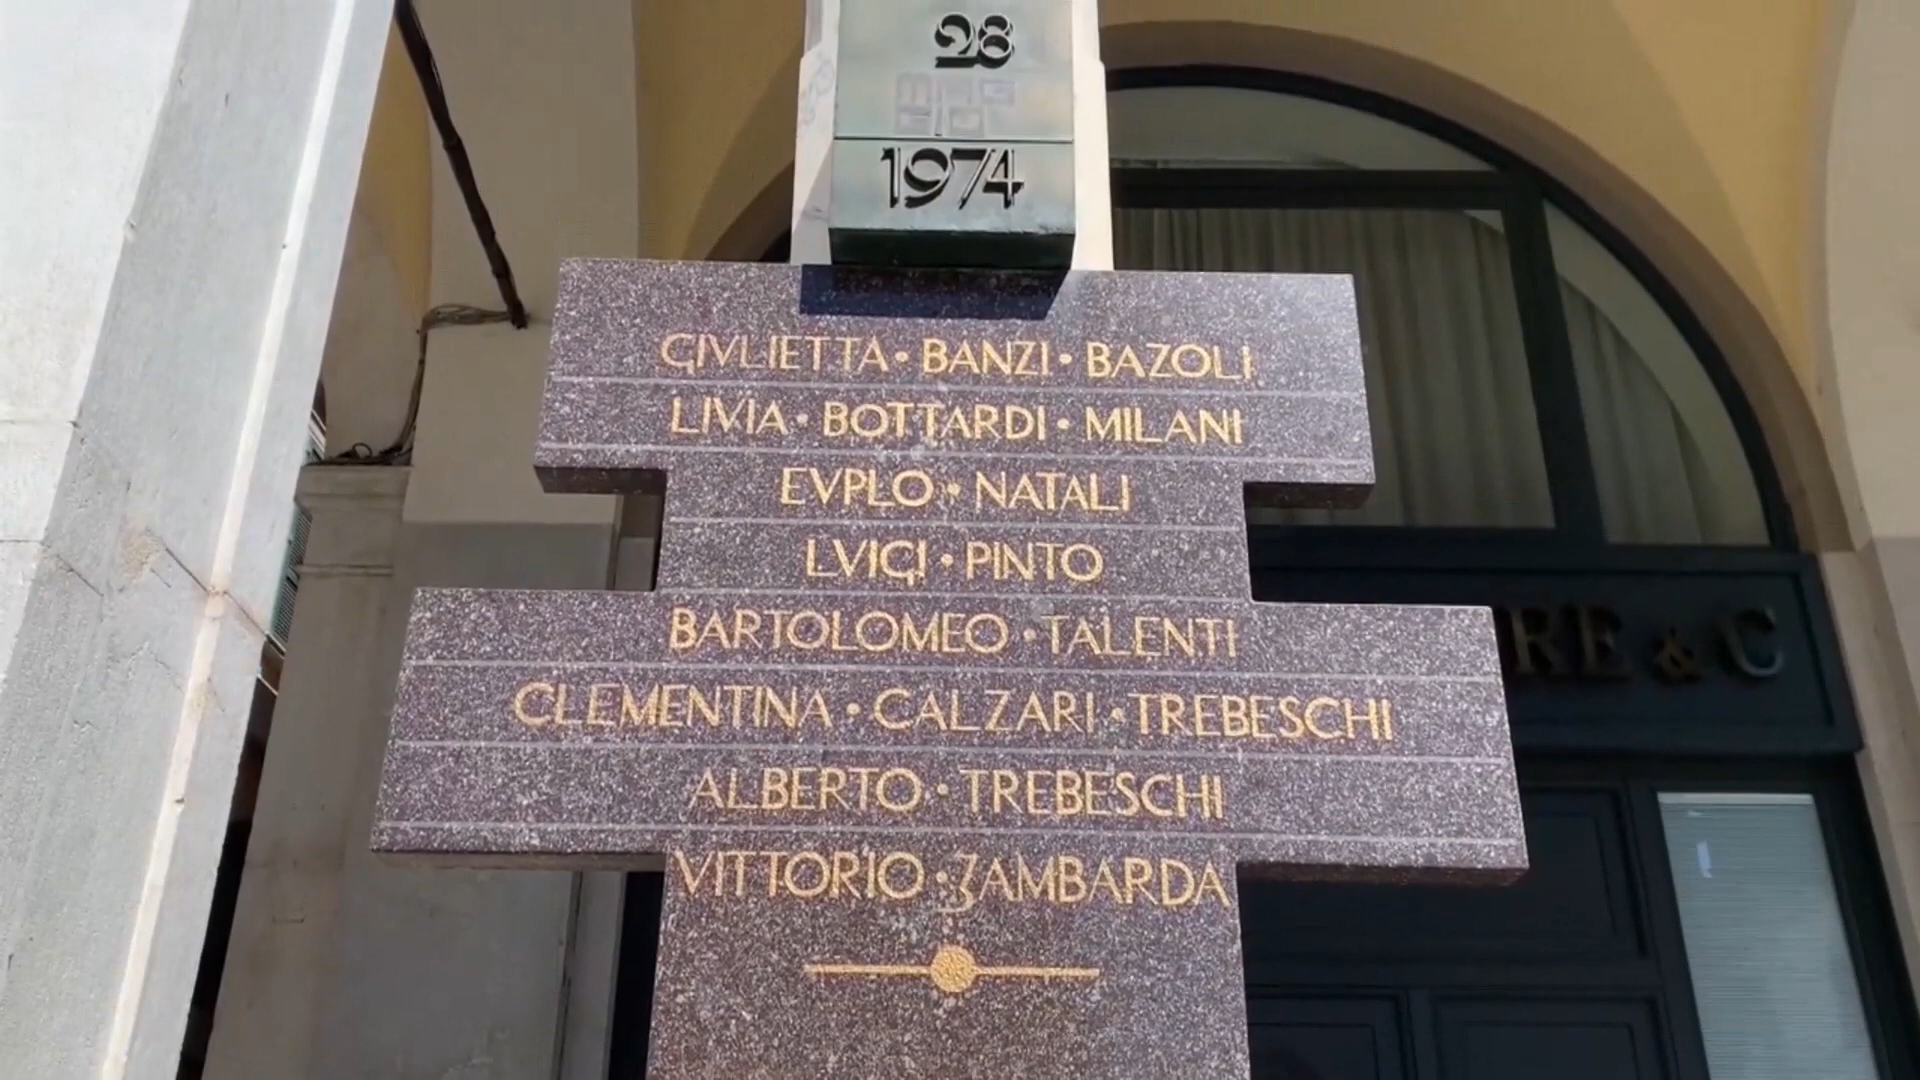 28
1974
GIVLIETTA • BANZI • BAZOLI
LIVIA • BOTTARDI • MILANI
EVPLO • NATALI
LVIGI • PINTO
BARTOLOMEO • TALENTI
CLEMENTINA • CALZARI • TREBESCHI
ALBERTO • TREBESCHI
VITTORIO • ZAMBARDA
& C